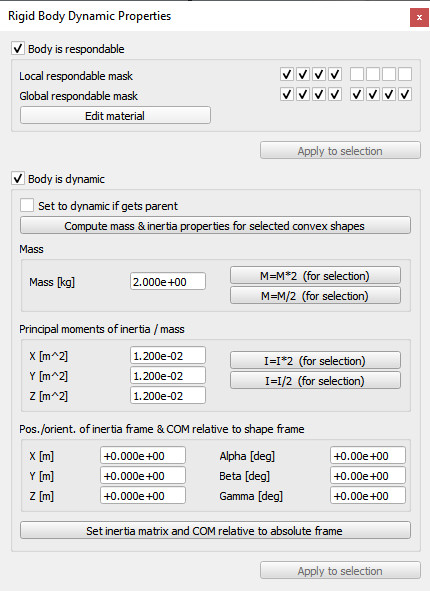 Rigid Body Dynamic Properties
x
Body is respondable
Local respondable mask
Global respondable mask
Edit material
Apply to selection
Body is dynamic
Set to dynamic if gets parent
Compute mass & inertia properties for selected convex shapes
Mass
Mass [kg] 2.000e+00 M=M*2 (for selection)
M=M/2 (for selection)
Principal moments of inertia / mass
X [m^2] 1.200e-02 I=I*2 (for selection)
Y [m^2] 1.200e-02 I=I/2 (for selection)
Z [m^2] 1.200e-02
Pos./orient. of inertia frame & COM relative to shape frame
X [m] +0.000e+00 Alpha [deg] +0.00e+00
Y [m] +0.000e+00 Beta [deg] +0.00e+00
Z [m] +0.000e+00 Gamma [deg] +0.00e+00
Set inertia matrix and COM relative to absolute frame
Apply to selection